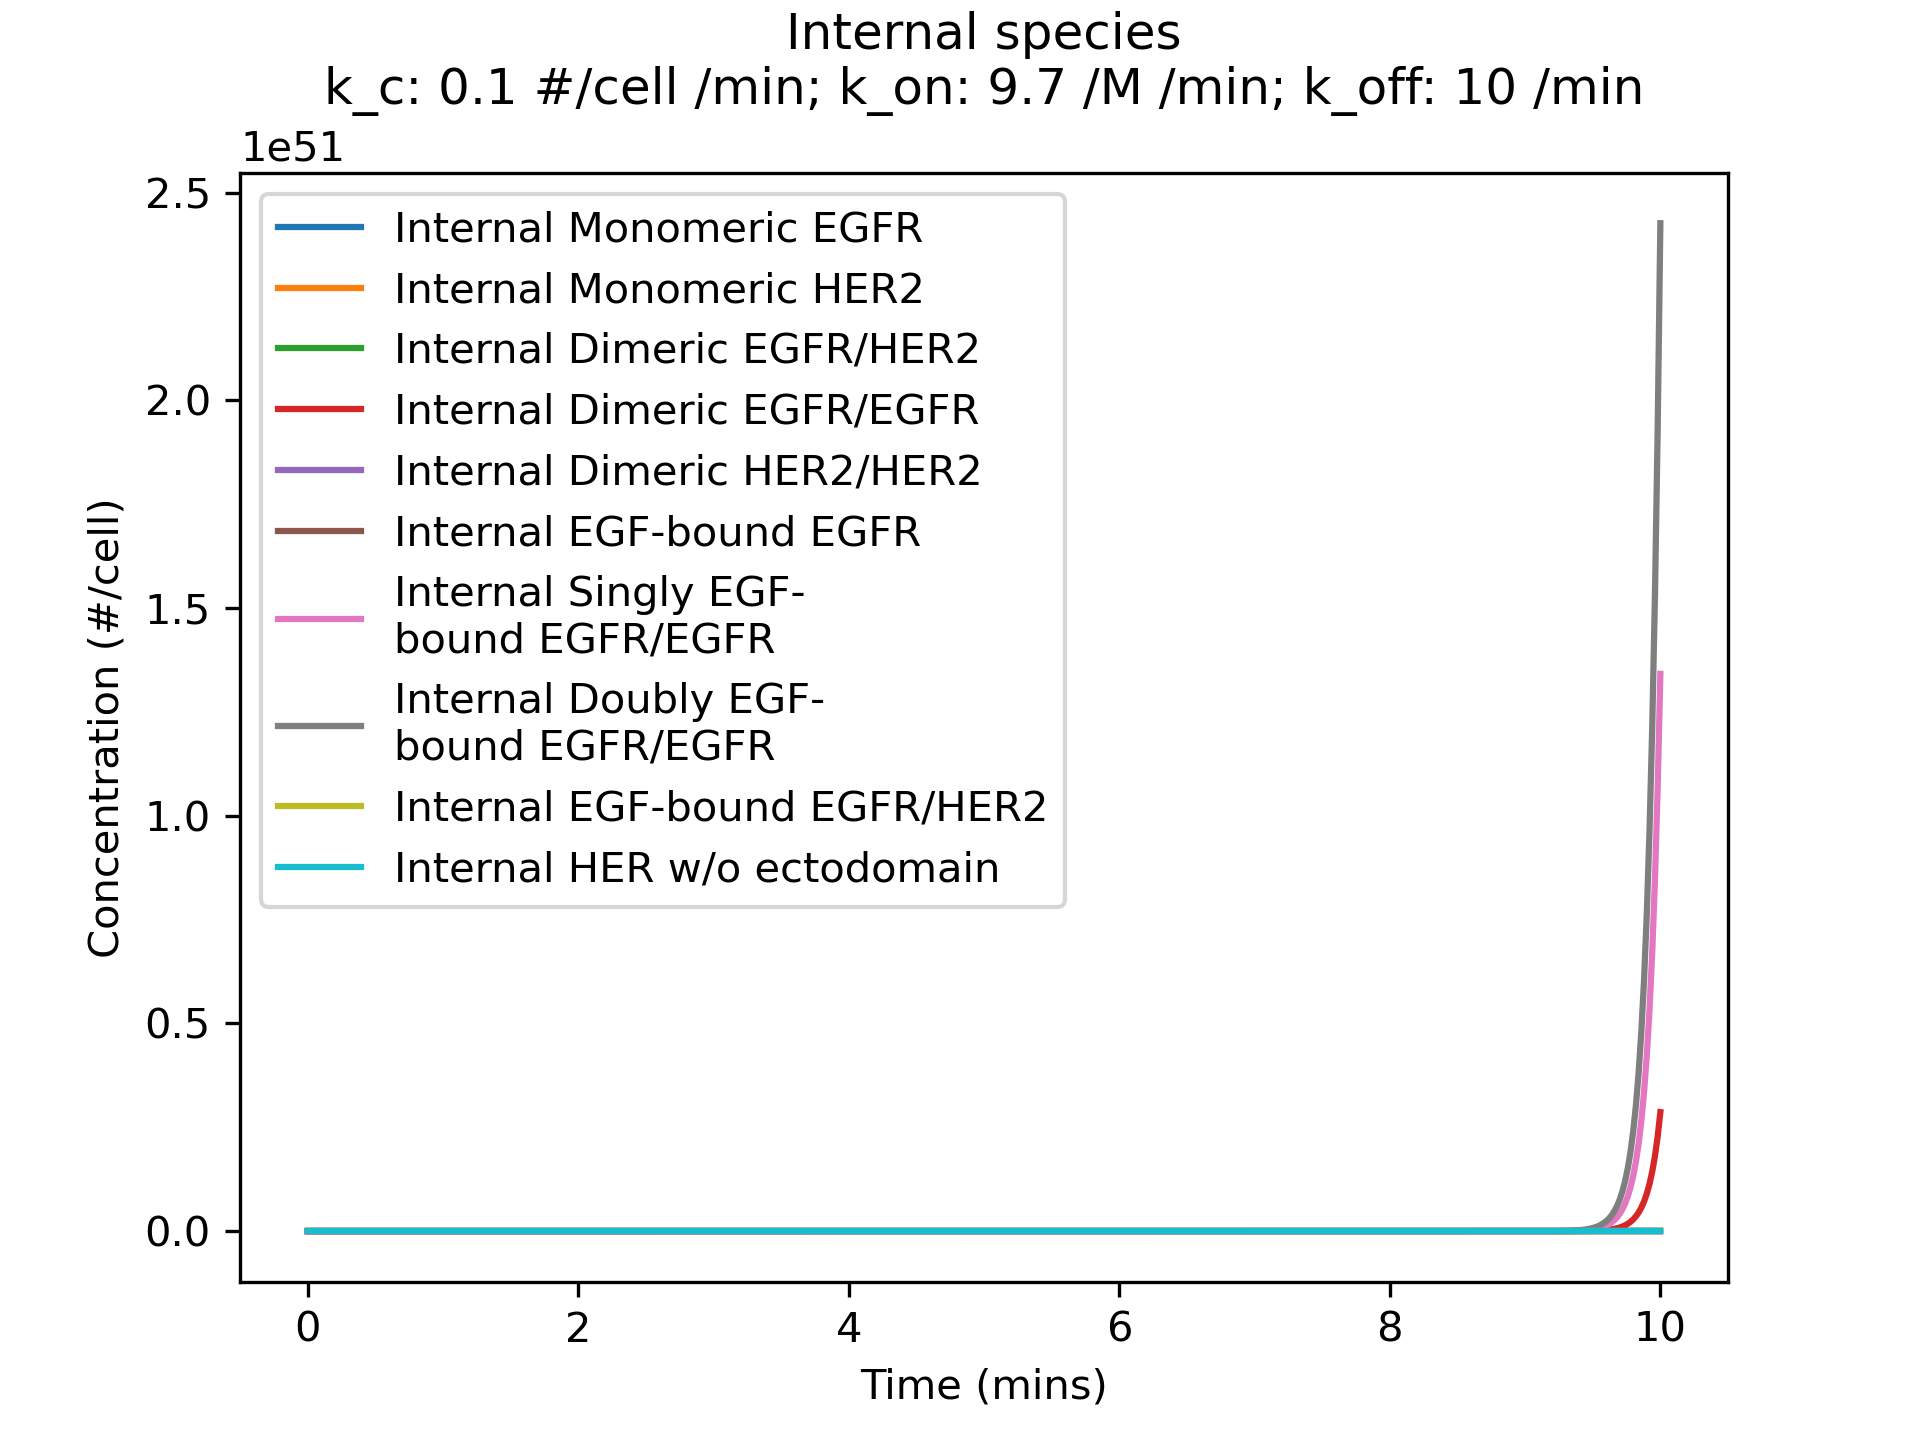 Internal species
k_c: 0.1 #/cell /min; k_on: 9.7 /M /min; k_off: 10 /min
1e51
2.5
2.0
1.5
1.0
0.5
0.0
Concentration (#/cell)
Internal Monomeric EGFR
Internal Monomeric HER2
Internal Dimeric EGFR/HER2
Internal Dimeric EGFR/EGFR
Internal Dimeric HER2/HER2
Internal EGF-bound EGFR
Internal Singly EGF-
bound EGFR/EGFR
Internal Doubly EGF-
bound EGFR/EGFR
Internal EGF-bound EGFR/HER2
Internal HER w/o ectodomain
0 2 4 6 8 10
Time (mins)